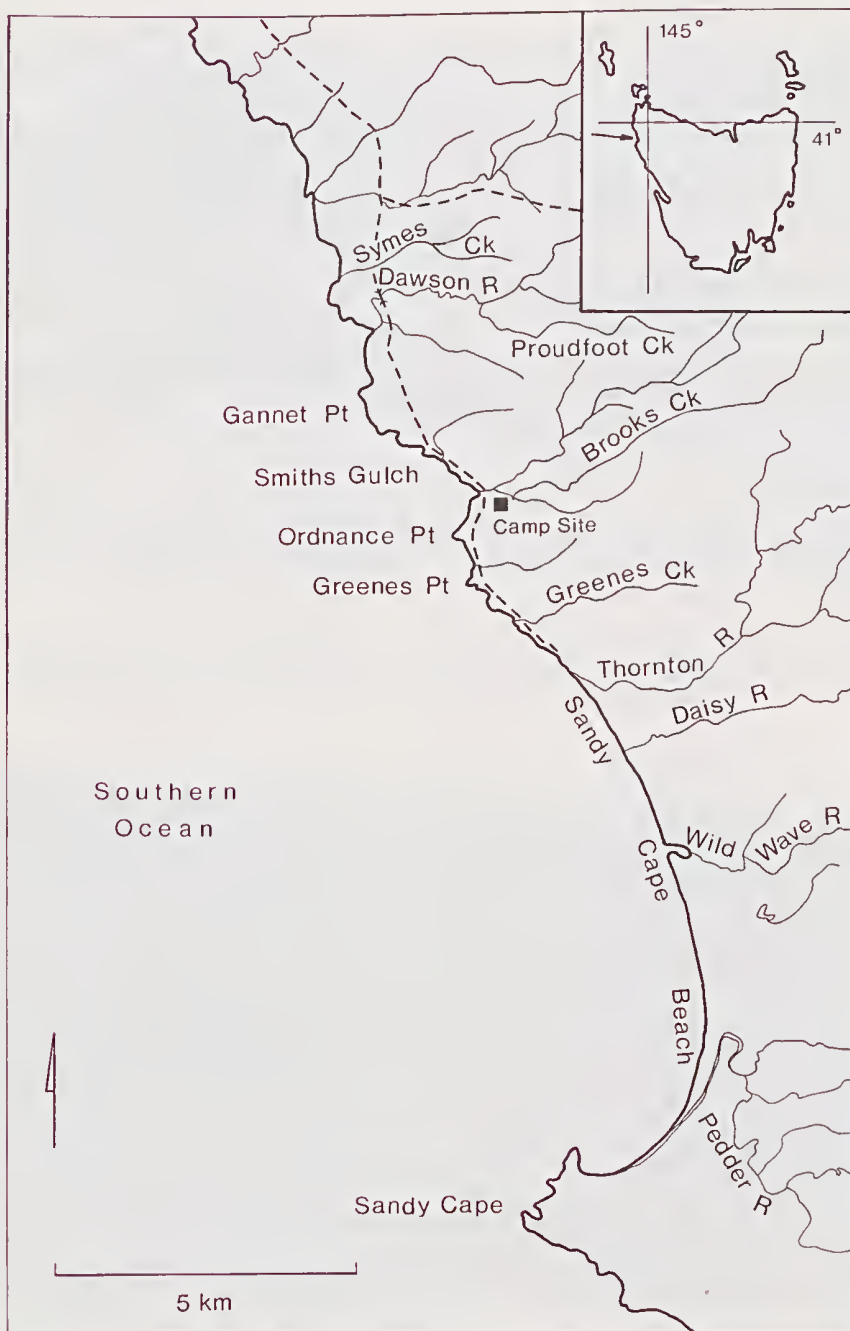 145°
41°
Symes
Ck
Dawson R
Proudfoot Ck
Gannet Pt
Brooks Ck
Smiths Gulch
Camp Site
Ordnance Pt
Greenes Pt
Greenes Ck
Thornton R
Sandy
Daisy R
Southern
Ocean
Wild Wave R
Cape
Beach
Pedder R
Sandy Cape
5 km